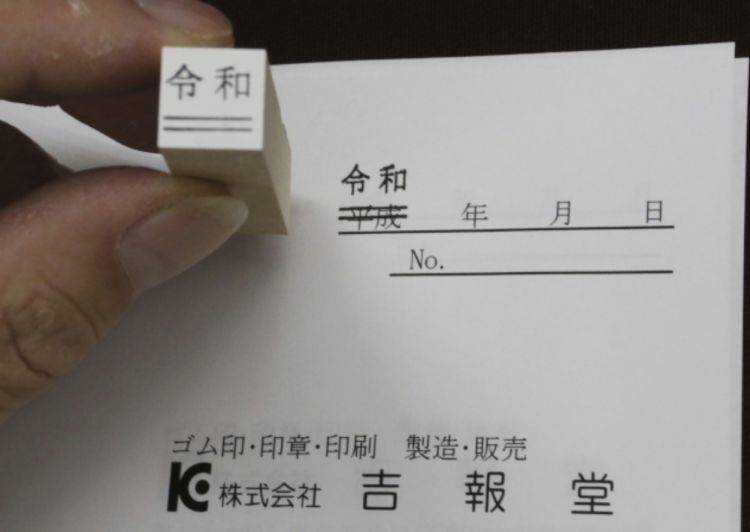 令和
令和
平成 年 月 日
No.
ゴム印・印章・印刷 製造・販売
株式会社 吉報堂